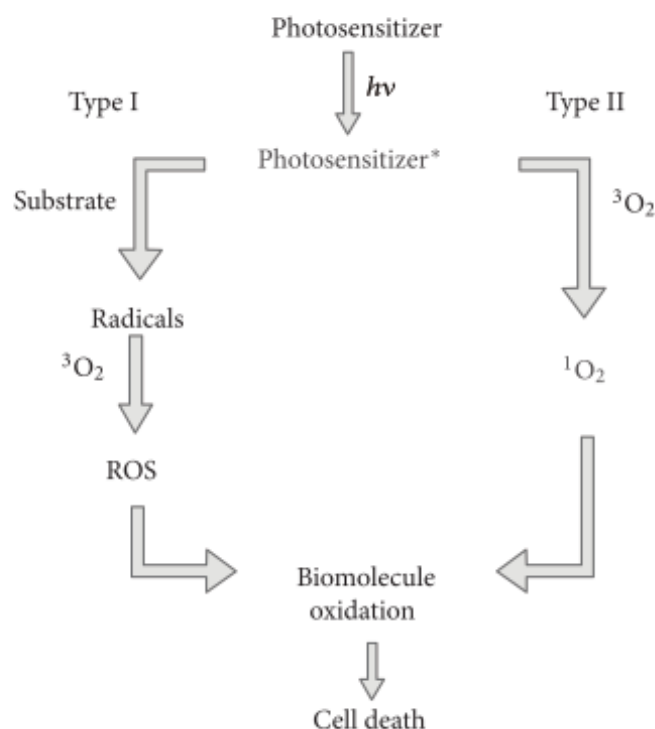 Photosensitizer
hν
Type I
Type II
Photosensitizer*
Substrate
³O₂
Radicals
³O₂
¹O₂
ROS
Biomolecule
oxidation
Cell death